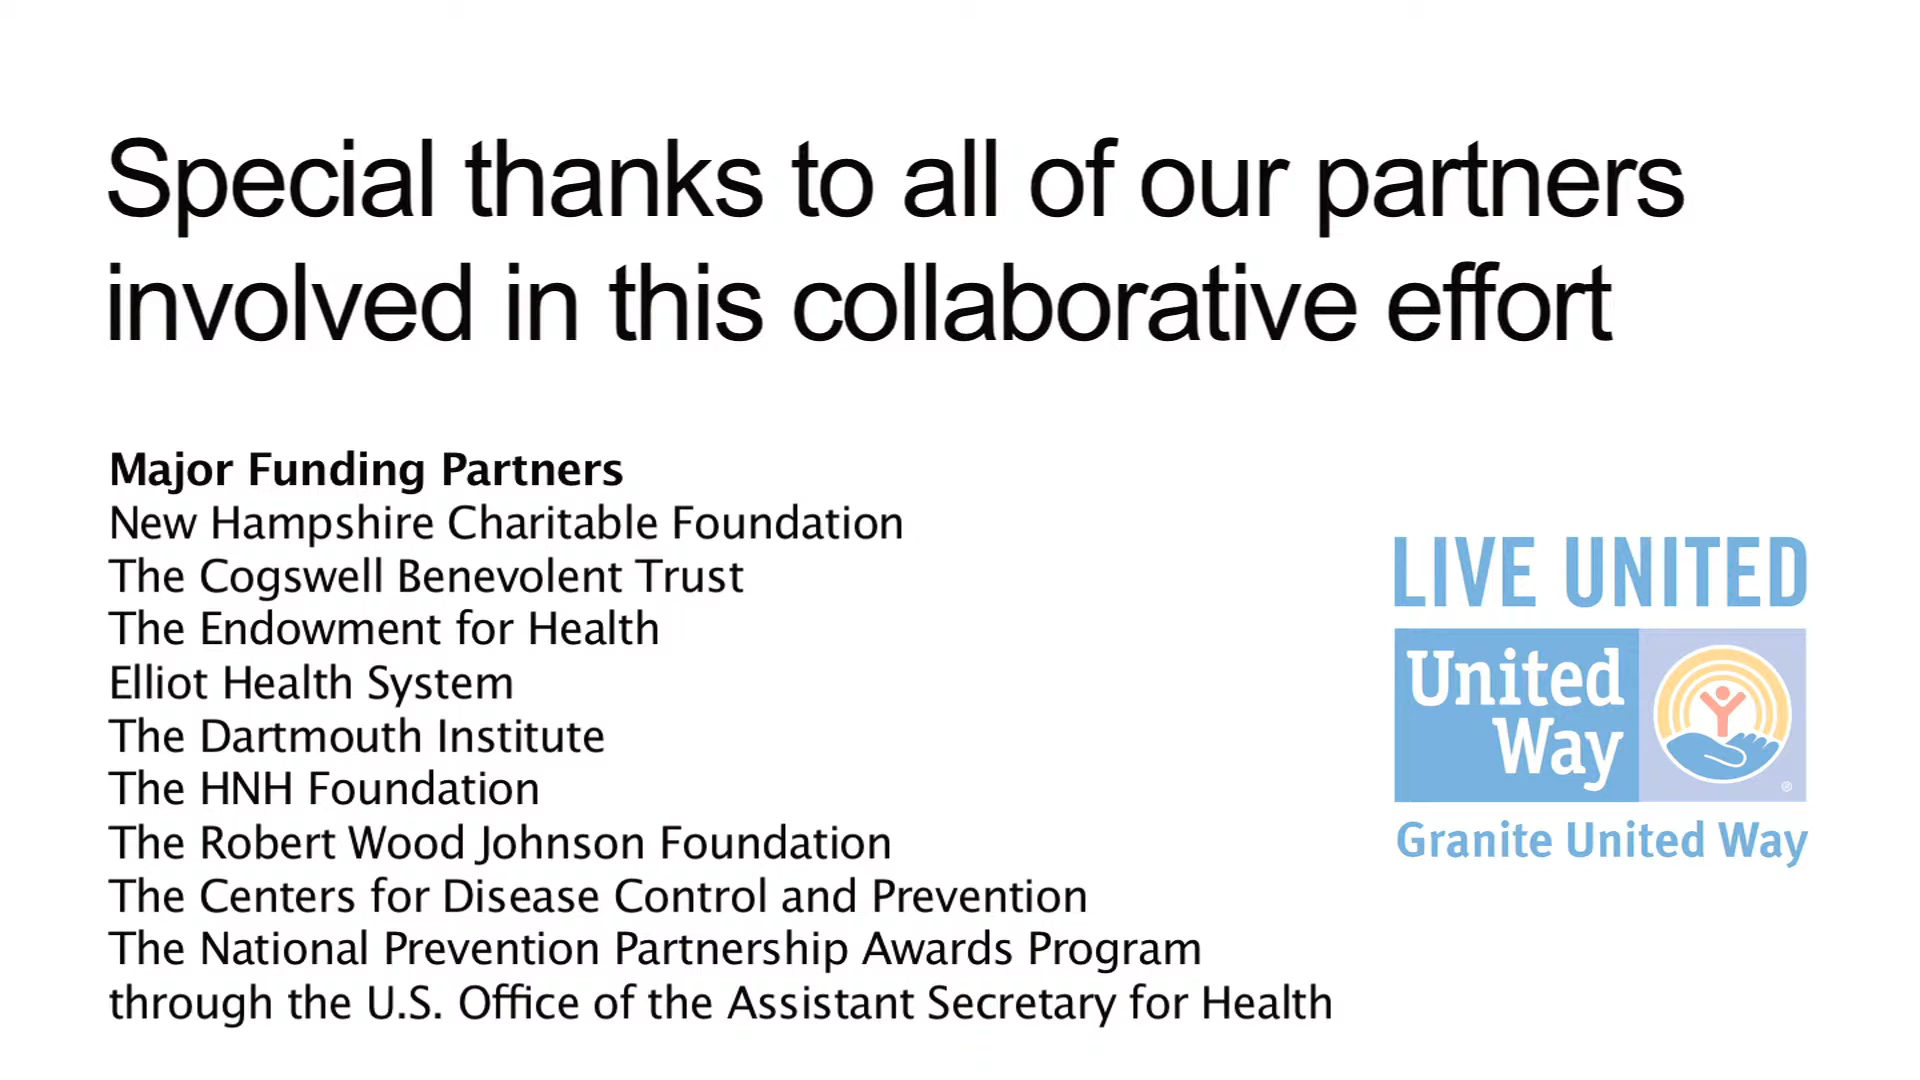 Special thanks to all of our partners
involved in this collaborative effort
Major Funding Partners
New Hampshire Charitable Foundation
The Cogswell Benevolent Trust
The Endowment for Health
Elliot Health System
The Dartmouth Institute
The HNH Foundation
The Robert Wood Johnson Foundation
The Centers for Disease Control and Prevention
The National Prevention Partnership Awards Program
through the U.S. Office of the Assistant Secretary for Health
LIVE UNITED
United
Way
®
Granite United Way